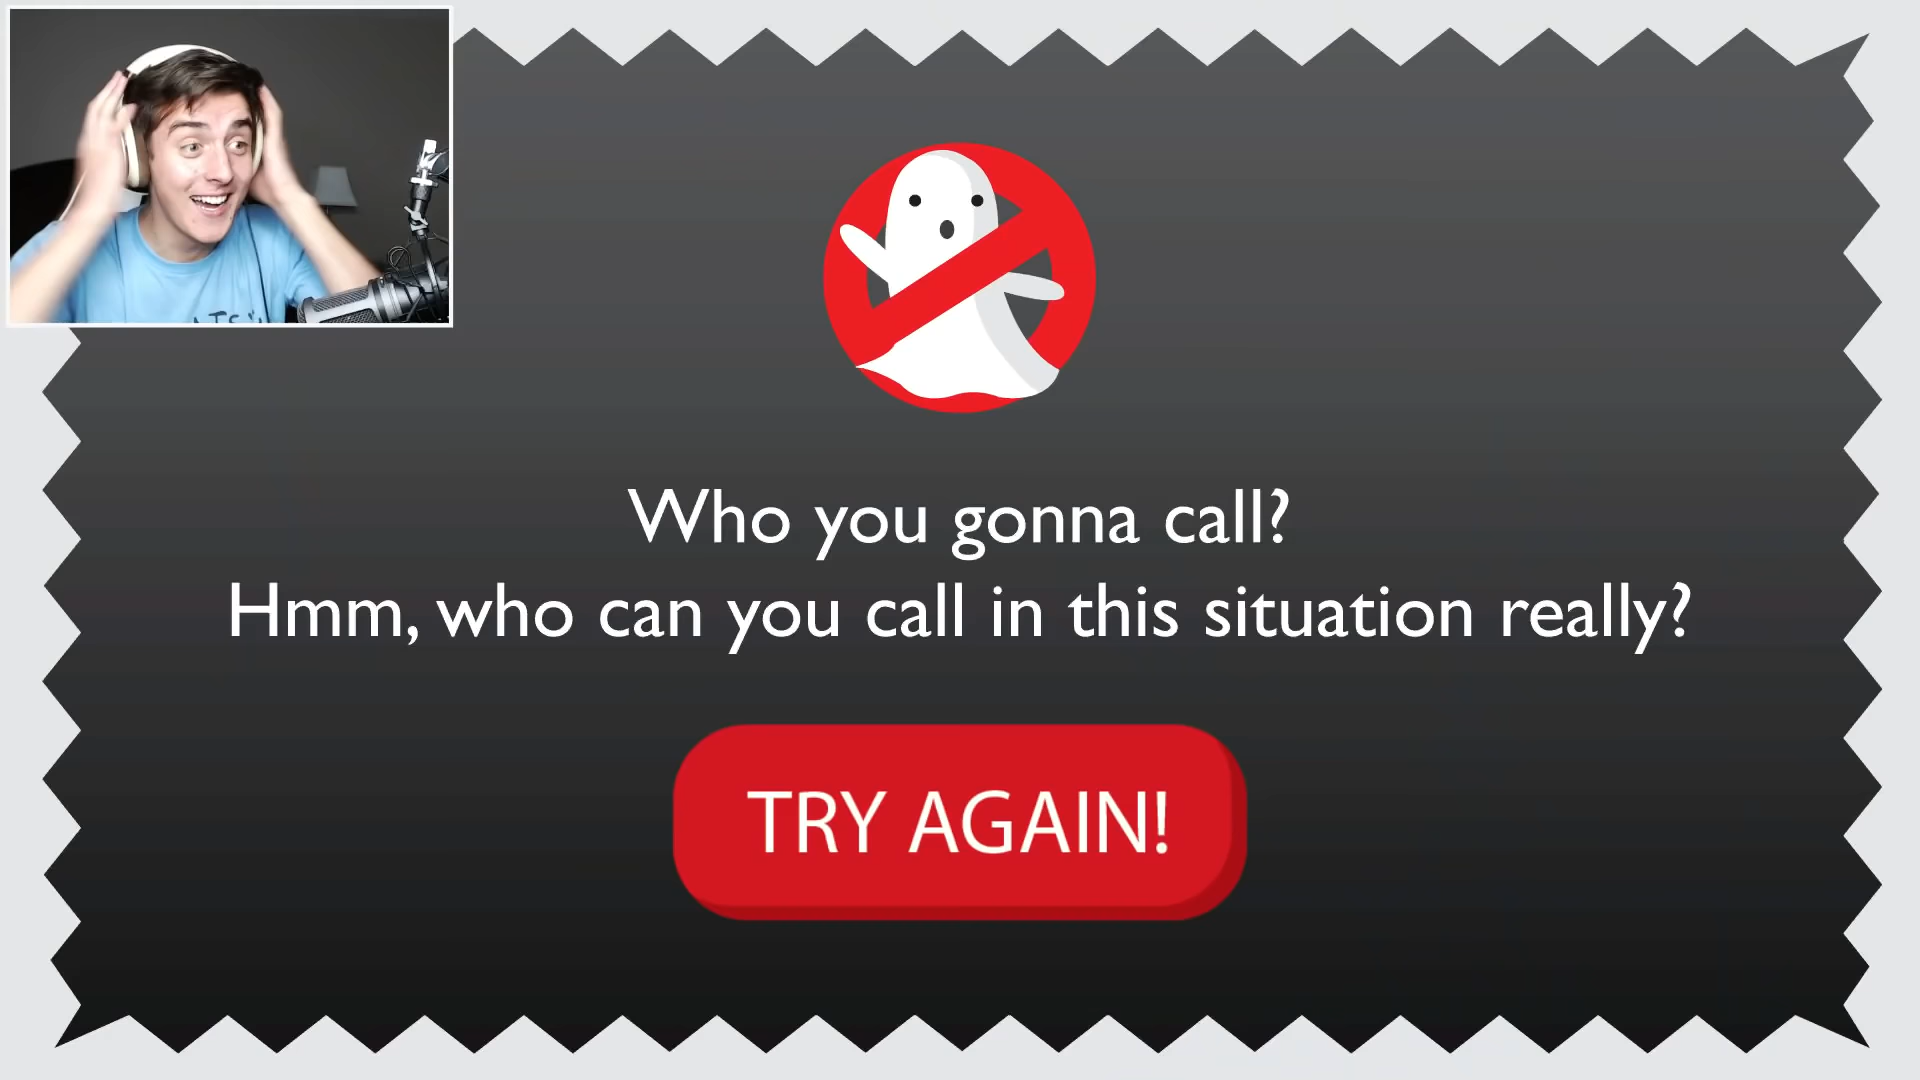 Who you gonna call?
Hmm, who can you call in this situation really?
TRY AGAIN!